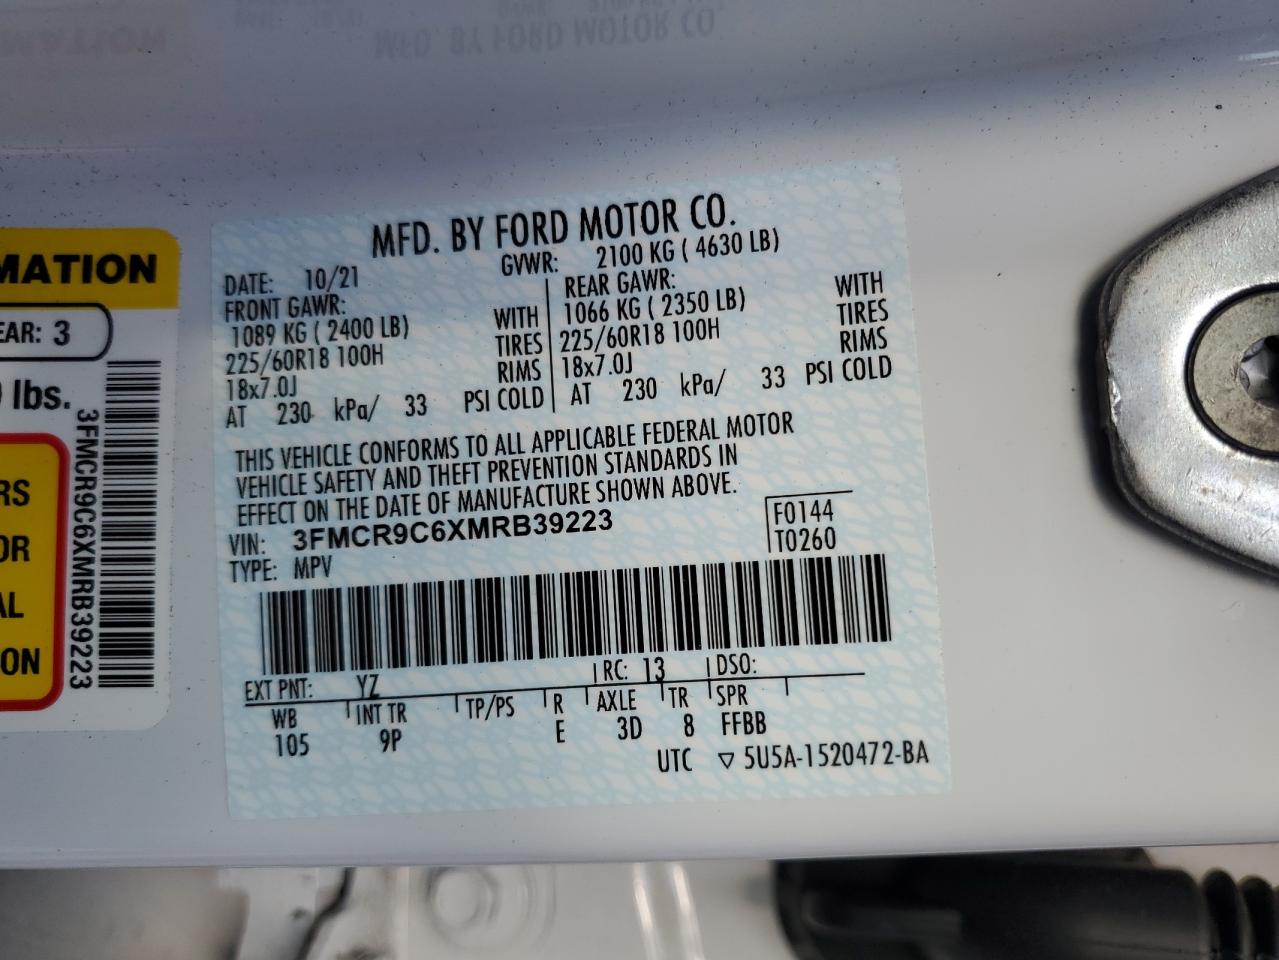 MFD. BY FORD MOTOR CO.
MATION
EAR: 3
lbs.
3FMCR9C6XMRB39223
RS
OR
AL
ON
MFD. BY FORD MOTOR CO.
DATE: 10/21 GVWR: 2100 KG ( 4630 LB)
FRONT GAWR: REAR GAWR:
1089 KG ( 2400 LB) WITH 1066 KG ( 2350 LB) WITH
225/60R18 100H TIRES 225/60R18 100H TIRES
18x7.0J RIMS 18x7.0J RIMS
AT 230 kPa/ 33 PSI COLD AT 230 kPa/ 33 PSI COLD
THIS VEHICLE CONFORMS TO ALL APPLICABLE FEDERAL MOTOR
VEHICLE SAFETY AND THEFT PREVENTION STANDARDS IN
EFFECT ON THE DATE OF MANUFACTURE SHOWN ABOVE.
VIN: 3FMCR9C6XMRB39223 F0144
TYPE: MPV T0260
EXT PNT: YZ RC: 13 DSO:
WB INT TR TP/PS R AXLE TR SPR
105 9P E 3D 8 FFBB
UTC ▽ 5U5A-1520472-BA